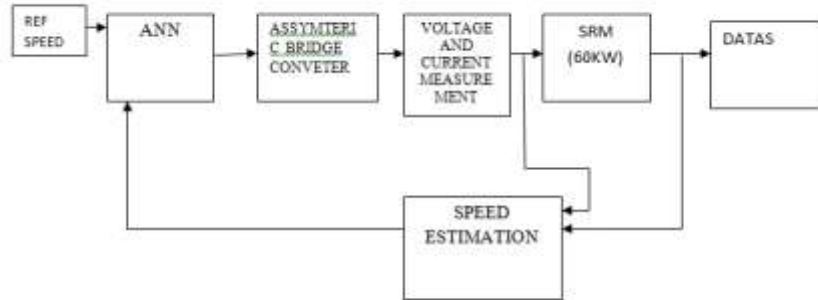 REF
SPEED
ANN
ASSYMTERI
C BRIDGE
CONVETER
VOLTAGE
AND
CURRENT
MEASURE
MENT
SRM
(60KW)
DATAS
SPEED
ESTIMATION